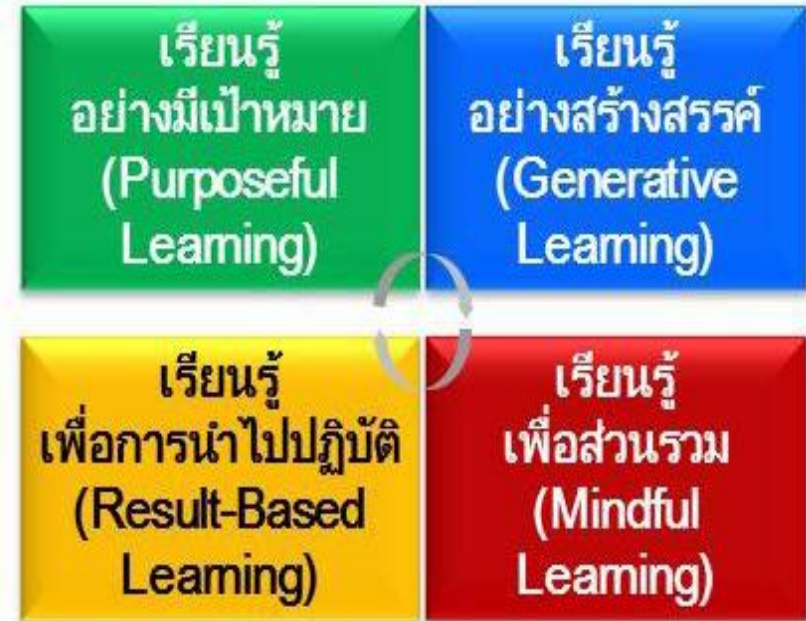 เรียนรู้
อย่างมีเป้าหมาย
(Purposeful
Learning)
เรียนรู้
อย่างสร้างสรรค์
(Generative
Learning)
เรียนรู้
เพื่อการนำไปปฏิบัติ
(Result-Based
Learning)
เรียนรู้
เพื่อส่วนรวม
(Mindful
Learning)